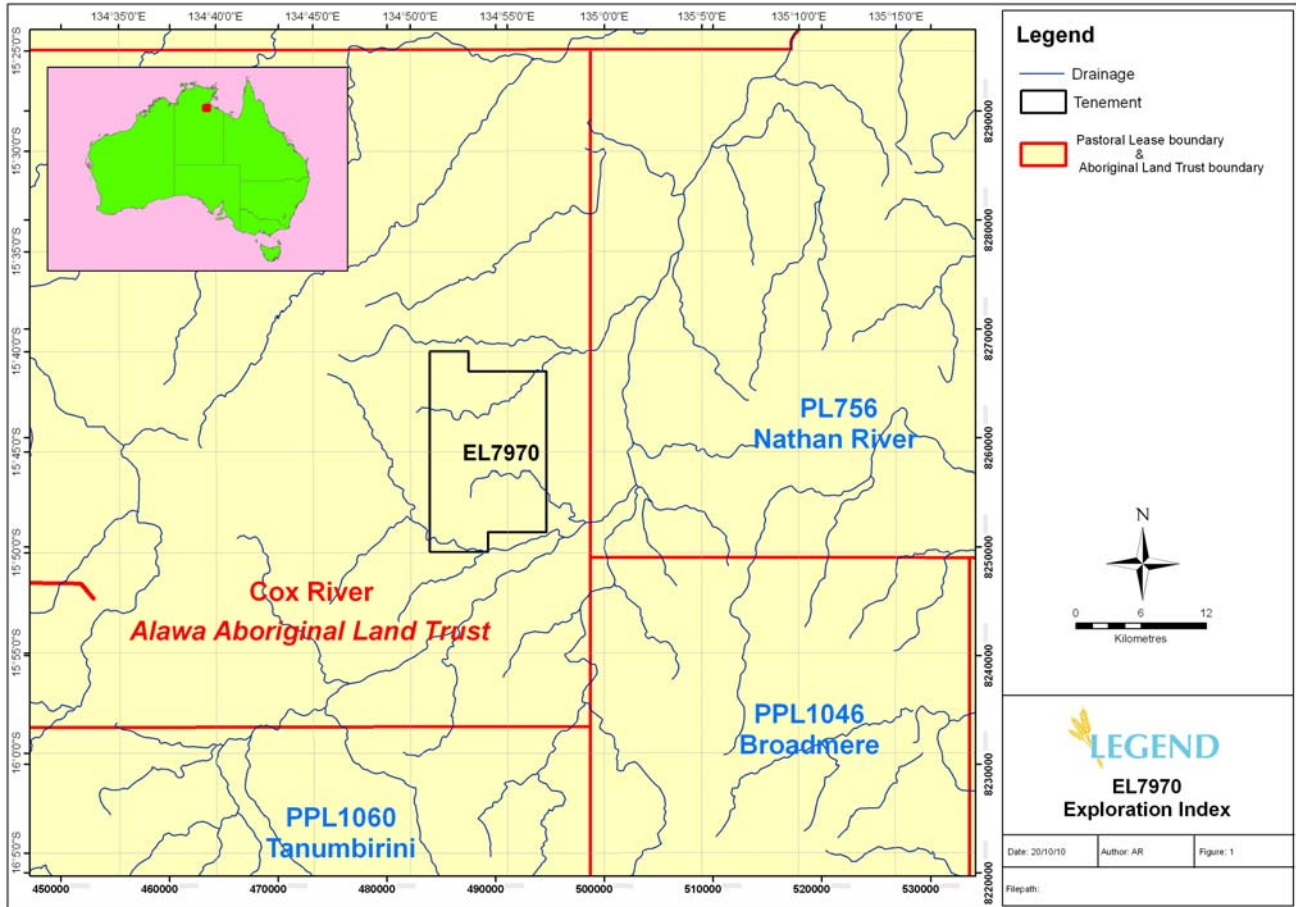 134°35'0"E 134°40'0"E 134°45'0"E 134°50'0"E 134°55'0"E 135°0'0"E 135°5'0"E 135°10'0"E 135°15'0"E
15°25'0"S
15°30'0"S
15°35'0"S
15°40'0"S
15°45'0"S
15°50'0"S
15°55'0"S
16°0'0"S
16°5'0"S
EL7970
PL756
Nathan River
Cox River
Alawa Aboriginal Land Trust
PPL1046
Broadmere
PPL1060
Tanumbirini
8290000
8280000
8270000
8260000
8250000
8240000
8230000
8220000
450000 460000 470000 480000 490000 500000 510000 520000 530000
Legend
Drainage
Tenement
Pastoral Lease boundary
&
Aboriginal Land Trust boundary
N
0 6 12
Kilometres
LEGEND
EL7970
Exploration Index
Date: 20/10/10 Author: AR Figure: 1
Filepath: